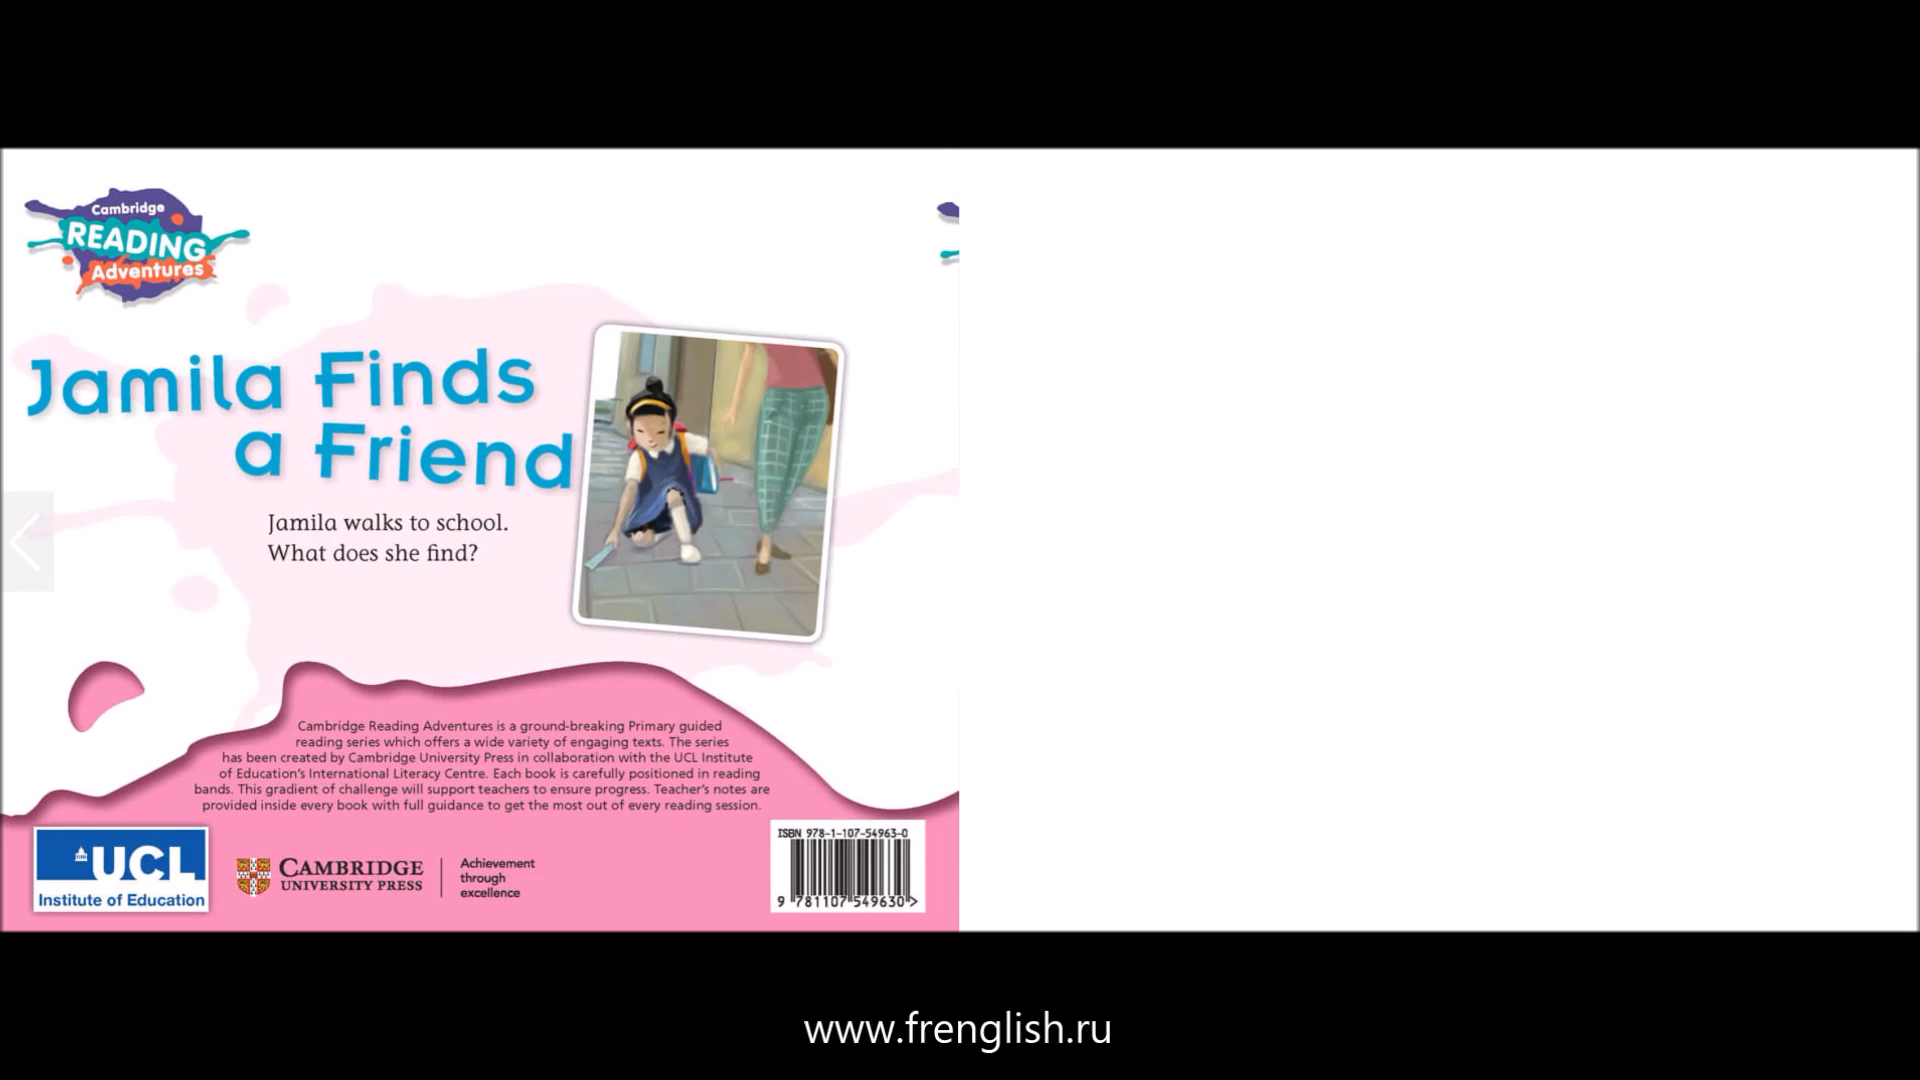 Cambridge
READING
Adventures
Jamila Finds
a Friend
Jamila walks to school.
What does she find?
Cambridge Reading Adventures is a ground-breaking Primary guided
reading series which offers a wide variety of engaging texts. The series
has been created by Cambridge University Press in collaboration with the UCL Institute
of Education's International Literacy Centre. Each book is carefully positioned in reading
bands. This gradient of challenge will support teachers to ensure progress. Teacher's notes are
provided inside every book with full guidance to get the most out of every reading session.
UCL
Institute of Education
CAMBRIDGE
UNIVERSITY PRESS
Achievement
through
excellence
ISBN 978-1-107-54963-0
9 781107 549630 >
www.frenglish.ru